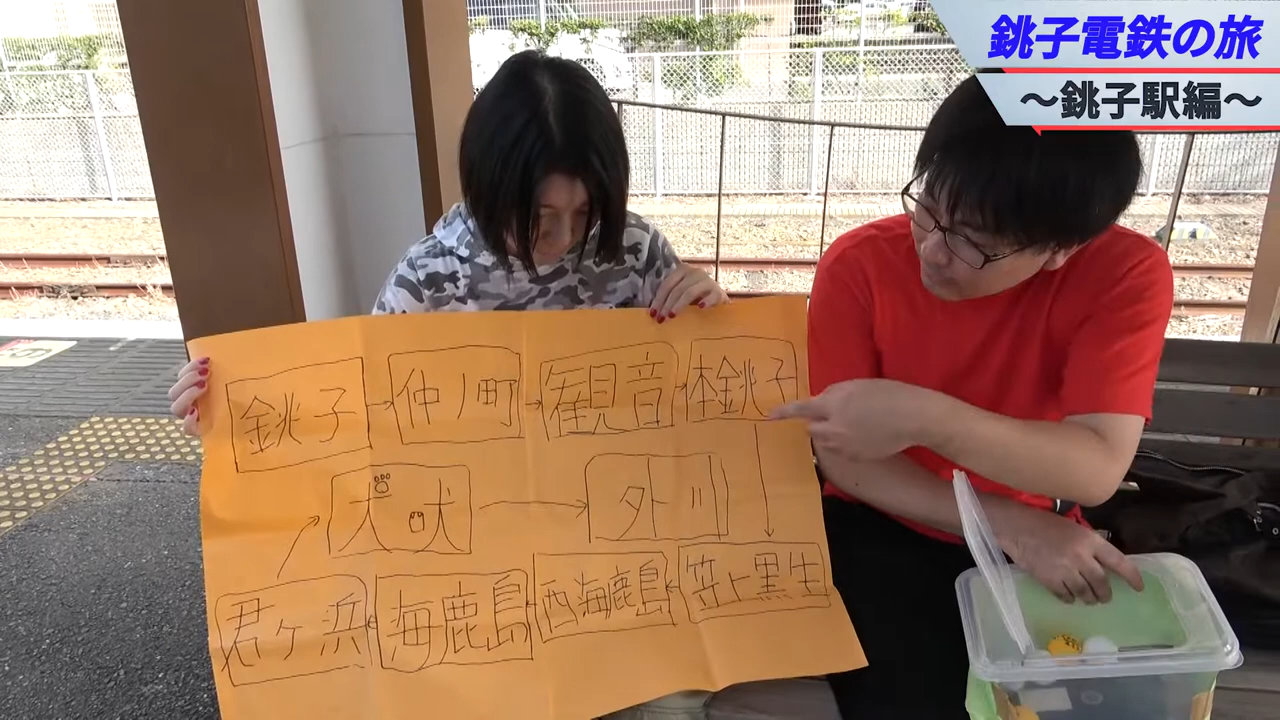 銚子電鉄の旅
〜銚子駅編〜
銚子 → 仲ノ町 → 観音 → 本銚子
犬吠 → 外川
君ヶ浜 海鹿島 西海鹿島 笠上黒生